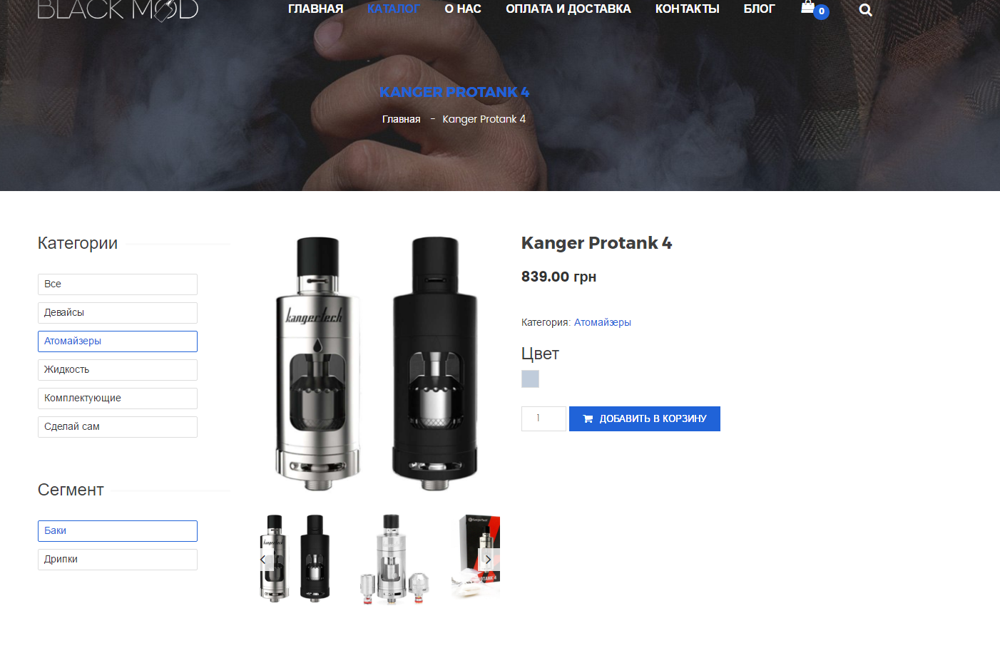 BLACK MOD
ГЛАВНАЯ КАТАЛОГ О НАС ОПЛАТА И ДОСТАВКА КОНТАКТЫ БЛОГ 0
KANGER PROTANK 4
Главная - Kanger Protank 4
Категории
Все
Девайсы
Атомайзеры
Жидкость
Комплектующие
Сделай сам
Сегмент
Баки
Дрипки
kangertech
Kanger Protank 4
839.00 грн
Категория: Атомайзеры
Цвет
1 ДОБАВИТЬ В КОРЗИНУ
kangertech
KangerTech